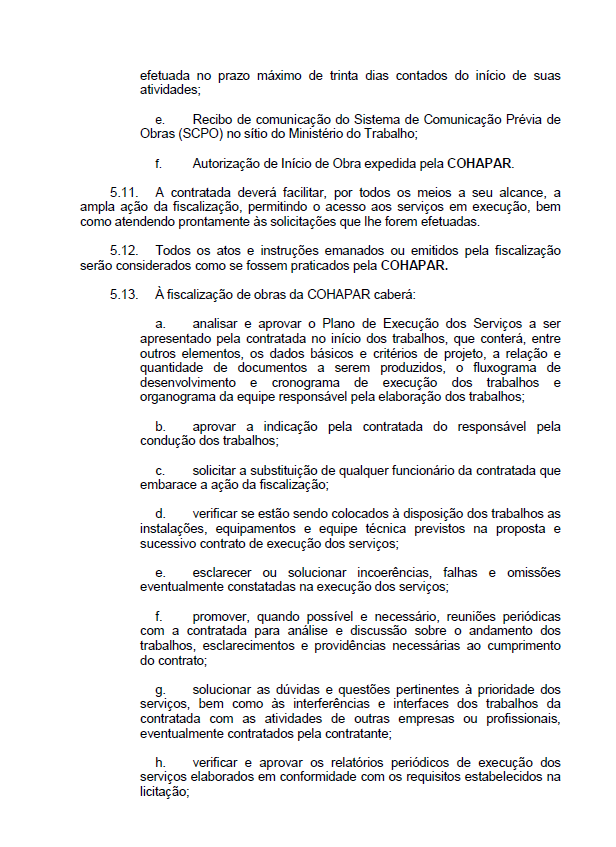 efetuada no prazo máximo de trinta dias contados do início de suas
atividades;
e. Recibo de comunicação do Sistema de Comunicação Prévia de
Obras (SCPO) no sítio do Ministério do Trabalho;
f. Autorização de Início de Obra expedida pela COHAPAR.
5.11. A contratada deverá facilitar, por todos os meios a seu alcance, a
ampla ação da fiscalização, permitindo o acesso aos serviços em execução, bem
como atendendo prontamente às solicitações que lhe forem efetuadas.
5.12. Todos os atos e instruções emanados ou emitidos pela fiscalização
serão considerados como se fossem praticados pela COHAPAR.
5.13. À fiscalização de obras da COHAPAR caberá:
a. analisar e aprovar o Plano de Execução dos Serviços a ser
apresentado pela contratada no início dos trabalhos, que conterá, entre
outros elementos, os dados básicos e critérios de projeto, a relação e
quantidade de documentos a serem produzidos, o fluxograma de
desenvolvimento e cronograma de execução dos trabalhos e
organograma da equipe responsável pela elaboração dos trabalhos;
b. aprovar a indicação pela contratada do responsável pela
condução dos trabalhos;
c. solicitar a substituição de qualquer funcionário da contratada que
embarace a ação da fiscalização;
d. verificar se estão sendo colocados à disposição dos trabalhos as
instalações, equipamentos e equipe técnica previstos na proposta e
sucessivo contrato de execução dos serviços;
e. esclarecer ou solucionar incoerências, falhas e omissões
eventualmente constatadas na execução dos serviços;
f. promover, quando possível e necessário, reuniões periódicas
com a contratada para análise e discussão sobre o andamento dos
trabalhos, esclarecimentos e providências necessárias ao cumprimento
do contrato;
g. solucionar as dúvidas e questões pertinentes à prioridade dos
serviços, bem como às interferências e interfaces dos trabalhos da
contratada com as atividades de outras empresas ou profissionais,
eventualmente contratados pela contratante;
h. verificar e aprovar os relatórios periódicos de execução dos
serviços elaborados em conformidade com os requisitos estabelecidos na
licitação;